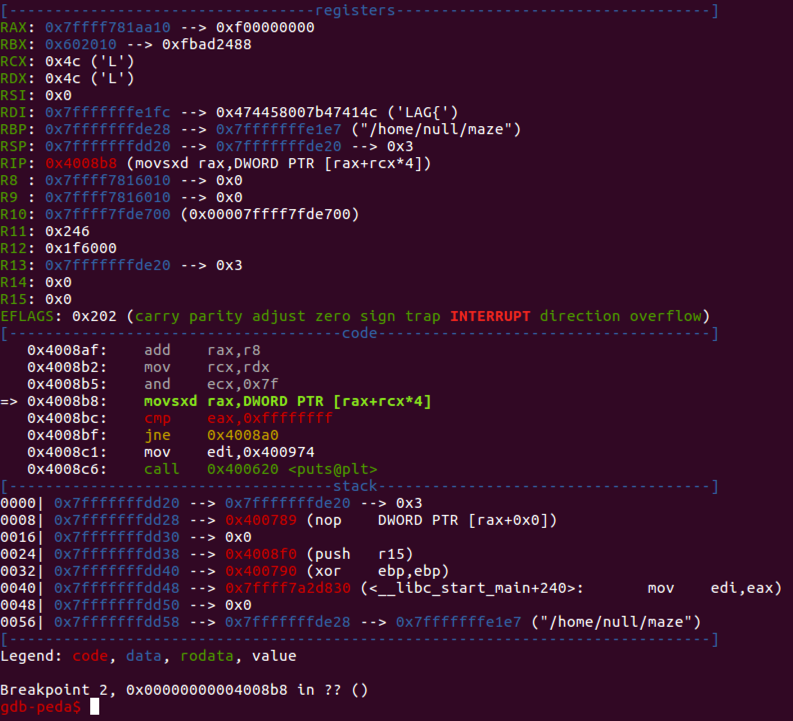 [----------------------------------registers-----------------------------------]
RAX: 0x7ffff781aa10 --> 0xf00000000
RBX: 0x602010 --> 0xfbad2488
RCX: 0x4c ('L')
RDX: 0x4c ('L')
RSI: 0x0
RDI: 0x7fffffffe1fc --> 0x474458007b47414c ('LAG{')
RBP: 0x7fffffffde28 --> 0x7fffffffe1e7 ("/home/null/maze")
RSP: 0x7fffffffdd20 --> 0x7fffffffde20 --> 0x3
RIP: 0x4008b8 (movsxd rax,DWORD PTR [rax+rcx*4])
R8 : 0x7ffff7816010 --> 0x0
R9 : 0x7ffff7816010 --> 0x0
R10: 0x7ffff7fde700 (0x00007ffff7fde700)
R11: 0x246
R12: 0x1f6000
R13: 0x7fffffffde20 --> 0x3
R14: 0x0
R15: 0x0
EFLAGS: 0x202 (carry parity adjust zero sign trap INTERRUPT direction overflow)
[-------------------------------------code-------------------------------------]
0x4008af: add rax,r8
0x4008b2: mov rcx,rdx
0x4008b5: and ecx,0x7f
=> 0x4008b8: movsxd rax,DWORD PTR [rax+rcx*4]
0x4008bc: cmp eax,0xffffffff
0x4008bf: jne 0x4008a0
0x4008c1: mov edi,0x400974
0x4008c6: call 0x400620 <puts@plt>
[------------------------------------stack-------------------------------------]
0000| 0x7fffffffdd20 --> 0x7fffffffde20 --> 0x3
0008| 0x7fffffffdd28 --> 0x400789 (nop DWORD PTR [rax+0x0])
0016| 0x7fffffffdd30 --> 0x0
0024| 0x7fffffffdd38 --> 0x4008f0 (push r15)
0032| 0x7fffffffdd40 --> 0x400790 (xor ebp,ebp)
0040| 0x7fffffffdd48 --> 0x7ffff7a2d830 (<__libc_start_main+240>: mov edi,eax)
0048| 0x7fffffffdd50 --> 0x0
0056| 0x7fffffffdd58 --> 0x7fffffffde28 --> 0x7fffffffe1e7 ("/home/null/maze")
[------------------------------------------------------------------------------]
Legend: code, data, rodata, value
Breakpoint 2, 0x00000000004008b8 in ?? ()
gdb-peda$